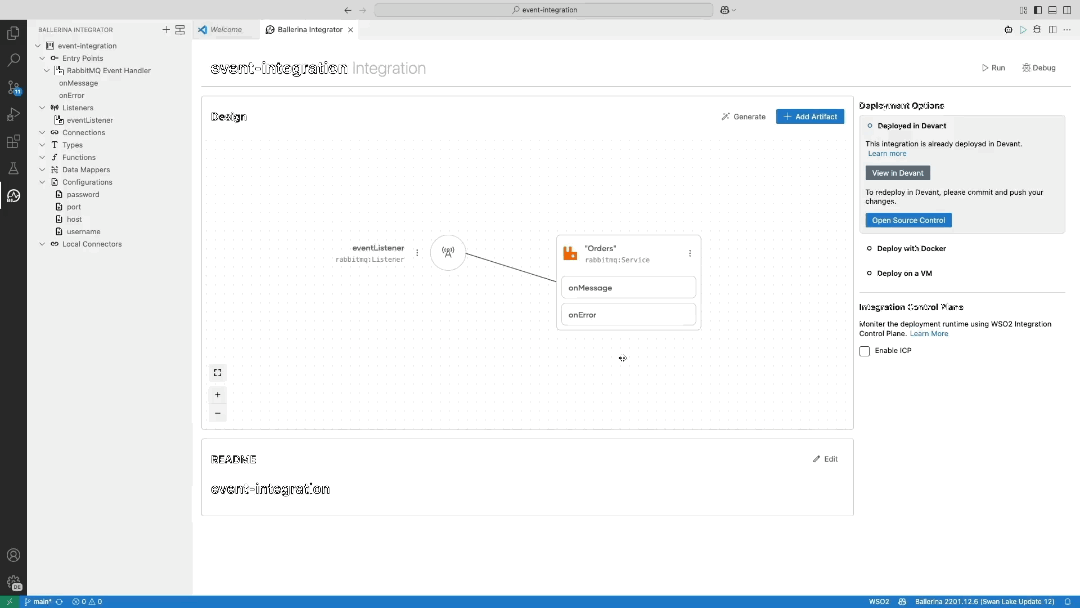 event-integration
BALLERINA INTEGRATOR
Welcome
Ballerina Integrator
event-integration
Entry Points
RabbitMQ Event Handler
onMessage
onError
Listeners
eventListener
Connections
Types
Functions
Data Mappers
Configurations
password
port
host
username
Local Connectors
11
event-integration Integration
Run
Debug
Design
Generate
Add Artifact
eventListener
rabbitmq:Listener
"Orders"
rabbitmq:Service
onMessage
onError
README
Edit
event-integration
Deployment Options
Deployed in Devant
This integration is already deployed in Devant.
Learn more
View in Devant
To redeploy in Devant, please commit and push your
changes.
Open Source Control
Deploy with Docker
Deploy on a VM
Integration Control Plane
Moniter the deployment runtime using WSO2 Integration
Control Plane. Learn More
Enable ICP
main*
0
0
WSO2
Ballerina 2201.12.6 (Swan Lake Update 12)